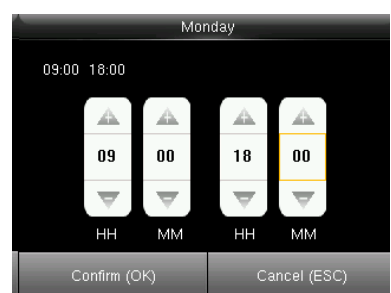 Monday
09:00 18:00
+ + + +
09 00 18 00
- - - -
HH MM HH MM
Confirm (OK) Cancel (ESC)